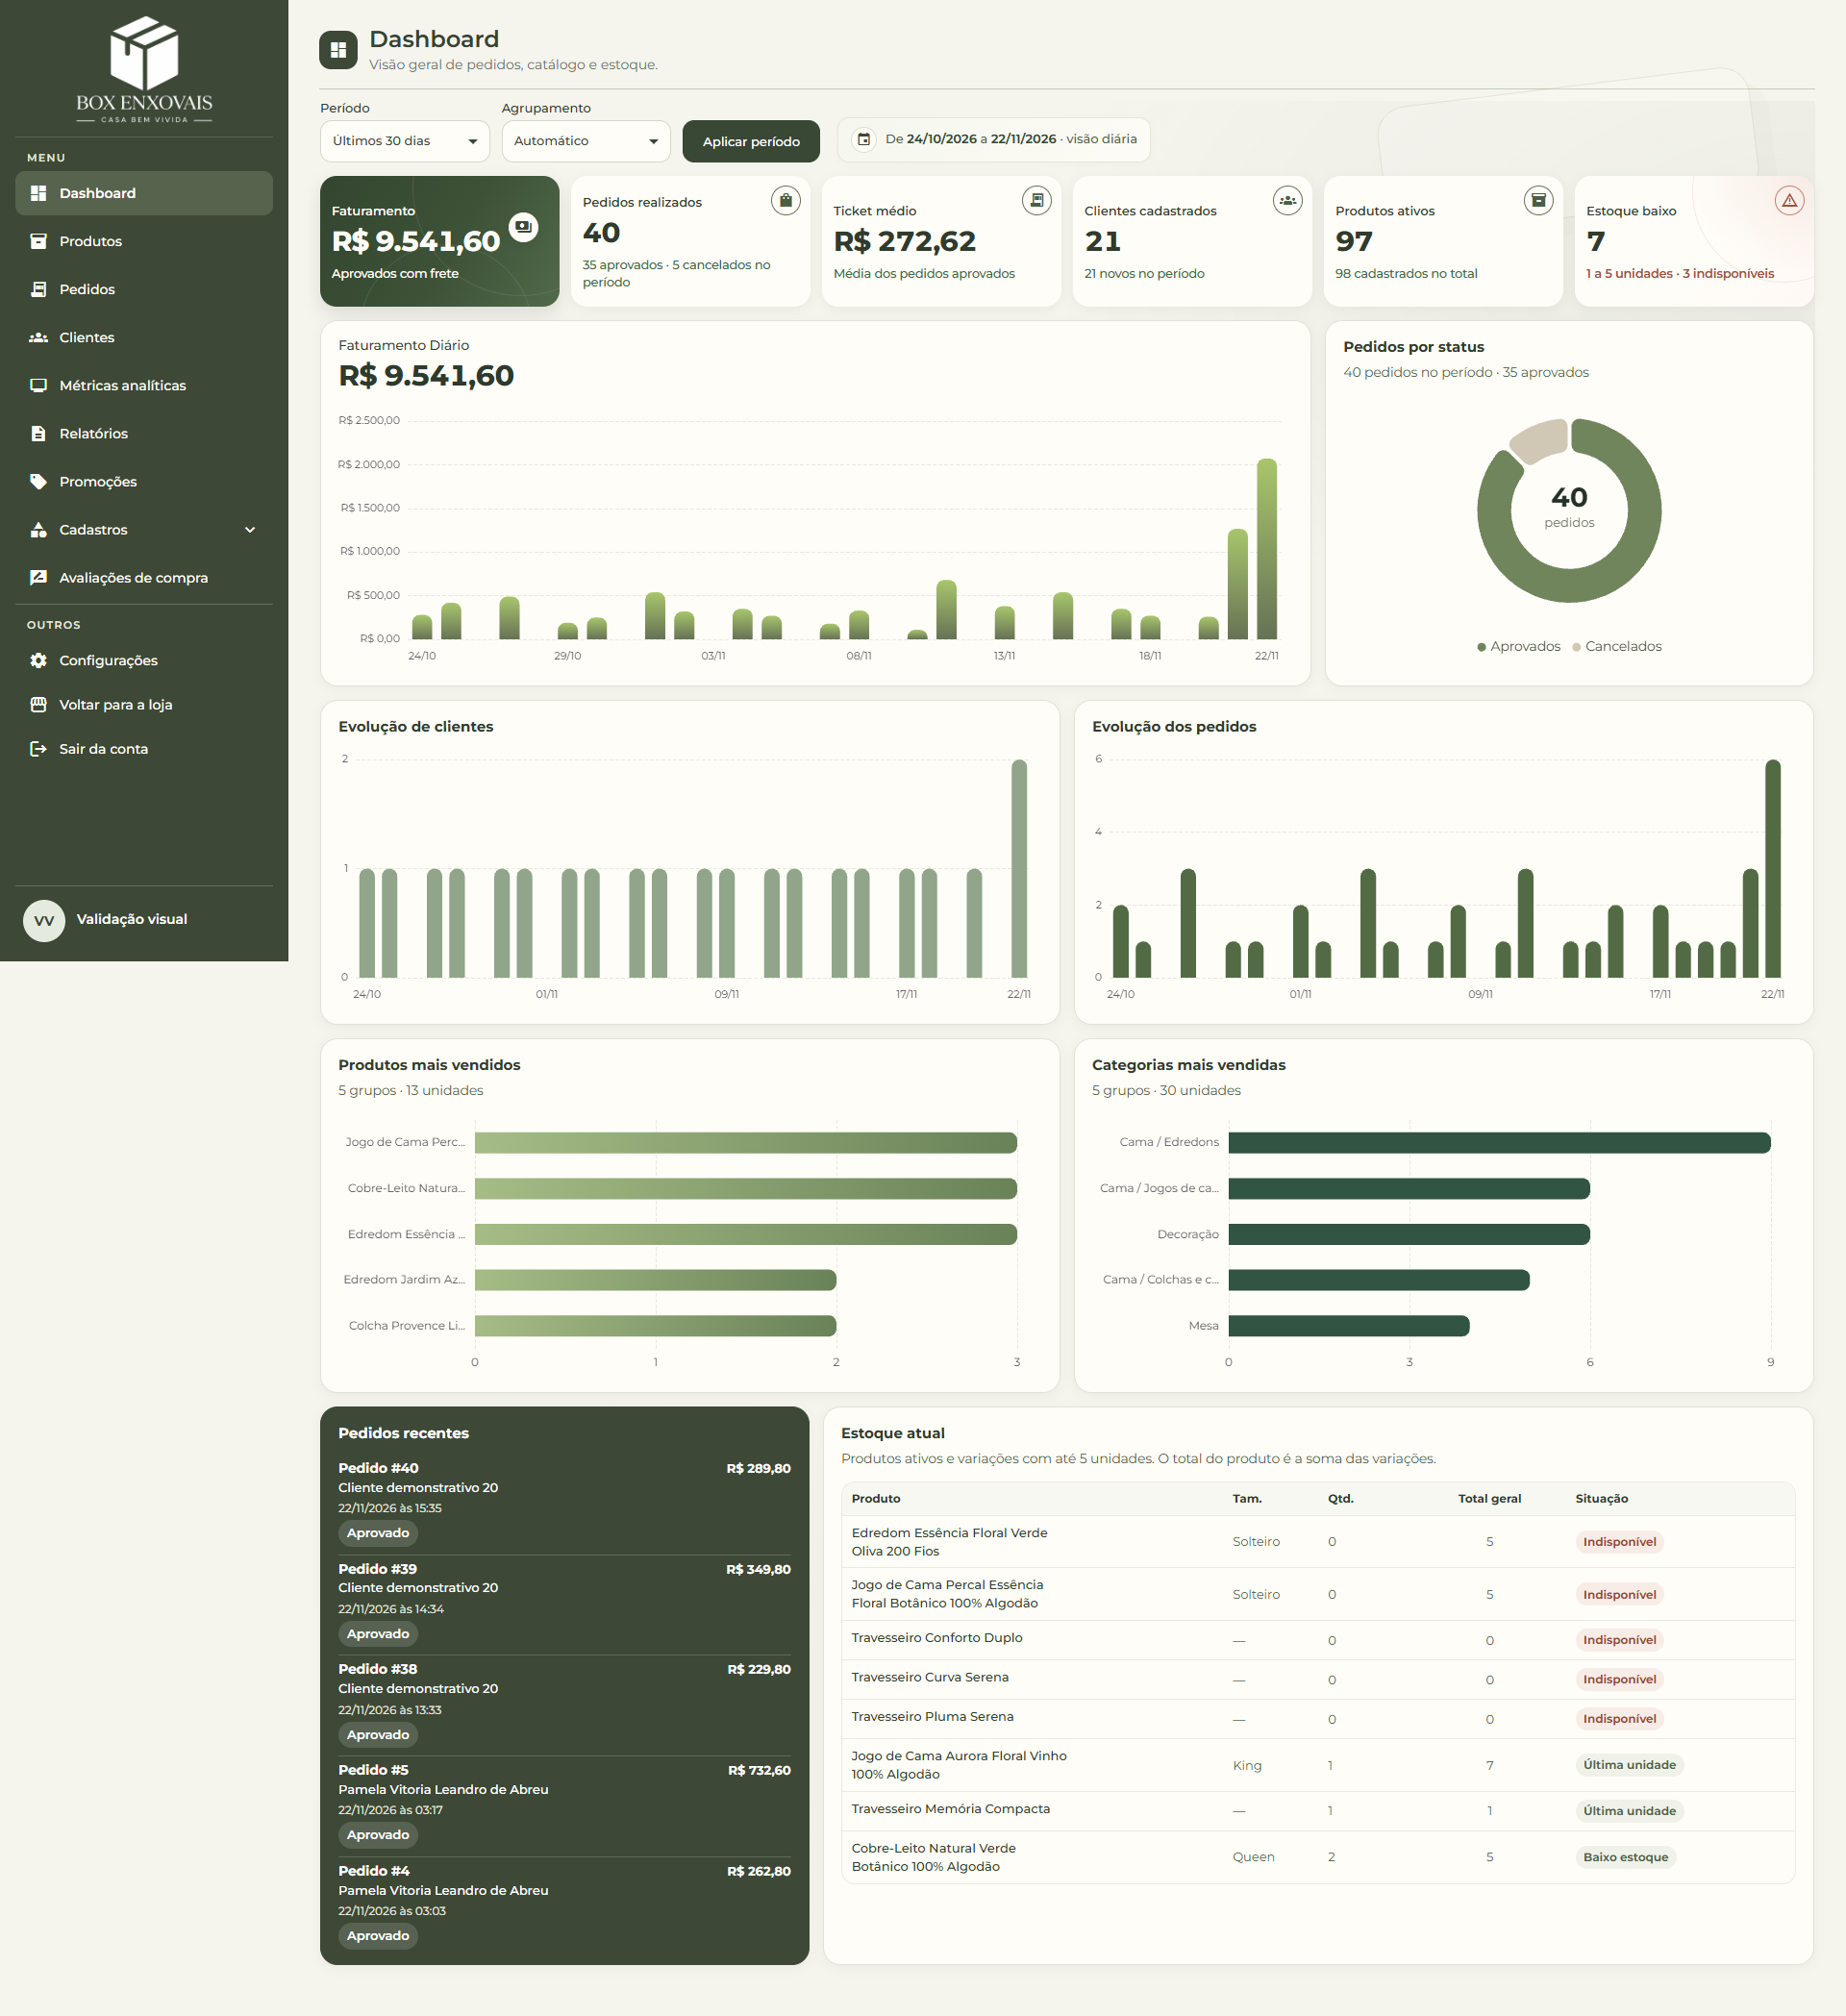 BOX ENXOVAIS
CASA BEM VIVIDA
MENU
Dashboard
Produtos
Pedidos
Clientes
Métricas analíticas
Relatórios
Promoções
Cadastros
Avaliações de compra
OUTROS
Configurações
Voltar para a loja
Sair da conta
VV
Validação visual
Dashboard
Visão geral de pedidos, catálogo e estoque.
Período
Últimos 30 dias
Agrupamento
Automático
Aplicar período
De 24/10/2026 a 22/11/2026 · visão diária
Faturamento
R$ 9.541,60
Aprovados com frete
Pedidos realizados
40
35 aprovados · 5 cancelados no
período
Ticket médio
R$ 272,62
Média dos pedidos aprovados
Clientes cadastrados
21
21 novos no período
Produtos ativos
97
98 cadastrados no total
Estoque baixo
7
1 a 5 unidades · 3 indisponíveis
Faturamento Diário
R$ 9.541,60
R$ 2.500,00
R$ 2.000,00
R$ 1.500,00
R$ 1.000,00
R$ 500,00
R$ 0,00
24/10 29/10 03/11 08/11 13/11 18/11 22/11
Pedidos por status
40 pedidos no período · 35 aprovados
40
pedidos
Aprovados Cancelados
Evolução de clientes
2
1
0
24/10 01/11 09/11 17/11 22/11
Evolução dos pedidos
6
4
2
0
24/10 01/11 09/11 17/11 22/11
Produtos mais vendidos
5 grupos · 13 unidades
Jogo de Cama Perc...
Cobre-Leito Natura...
Edredom Essência ...
Edredom Jardim Az...
Colcha Provence Li...
0 1 2 3
Categorias mais vendidas
5 grupos · 30 unidades
Cama / Edredons
Cama / Jogos de ca...
Decoração
Cama / Colchas e c...
Mesa
0 3 6 9
Pedidos recentes
Pedido #40 R$ 289,80
Cliente demonstrativo 20
22/11/2026 às 15:35
Aprovado
Pedido #39 R$ 349,80
Cliente demonstrativo 20
22/11/2026 às 14:34
Aprovado
Pedido #38 R$ 229,80
Cliente demonstrativo 20
22/11/2026 às 13:33
Aprovado
Pedido #5 R$ 732,60
Pamela Vitoria Leandro de Abreu
22/11/2026 às 03:17
Aprovado
Pedido #4 R$ 262,80
Pamela Vitoria Leandro de Abreu
22/11/2026 às 03:03
Aprovado
Estoque atual
Produtos ativos e variações com até 5 unidades. O total do produto é a soma das variações.
Produto Tam. Qtd. Total geral Situação
Edredom Essência Floral Verde
Oliva 200 Fios Solteiro 0 5 Indisponível
Jogo de Cama Percal Essência
Floral Botânico 100% Algodão Solteiro 0 5 Indisponível
Travesseiro Conforto Duplo — 0 0 Indisponível
Travesseiro Curva Serena — 0 0 Indisponível
Travesseiro Pluma Serena — 0 0 Indisponível
Jogo de Cama Aurora Floral Vinho
100% Algodão King 1 7 Última unidade
Travesseiro Memória Compacta — 1 1 Última unidade
Cobre-Leito Natural Verde
Botânico 100% Algodão Queen 2 5 Baixo estoque